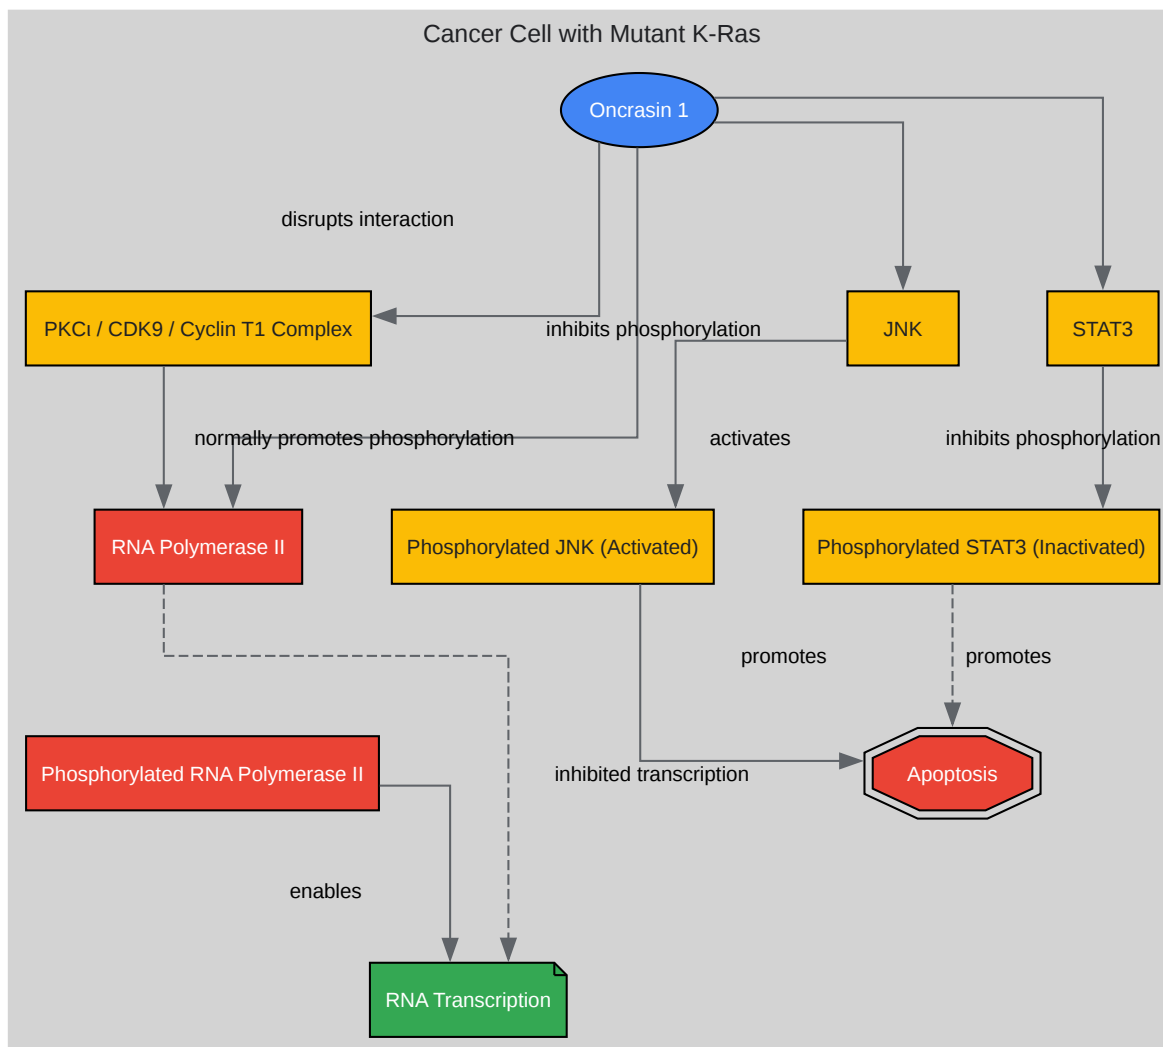 Cancer Cell with Mutant K-Ras
Oncrasin 1
disrupts interaction
PKCι / CDK9 / Cyclin T1 Complex
inhibits phosphorylation
JNK
STAT3
normally promotes phosphorylation
activates
inhibits phosphorylation
RNA Polymerase II
Phosphorylated JNK (Activated)
Phosphorylated STAT3 (Inactivated)
promotes
promotes
Phosphorylated RNA Polymerase II
inhibited transcription
Apoptosis
enables
RNA Transcription